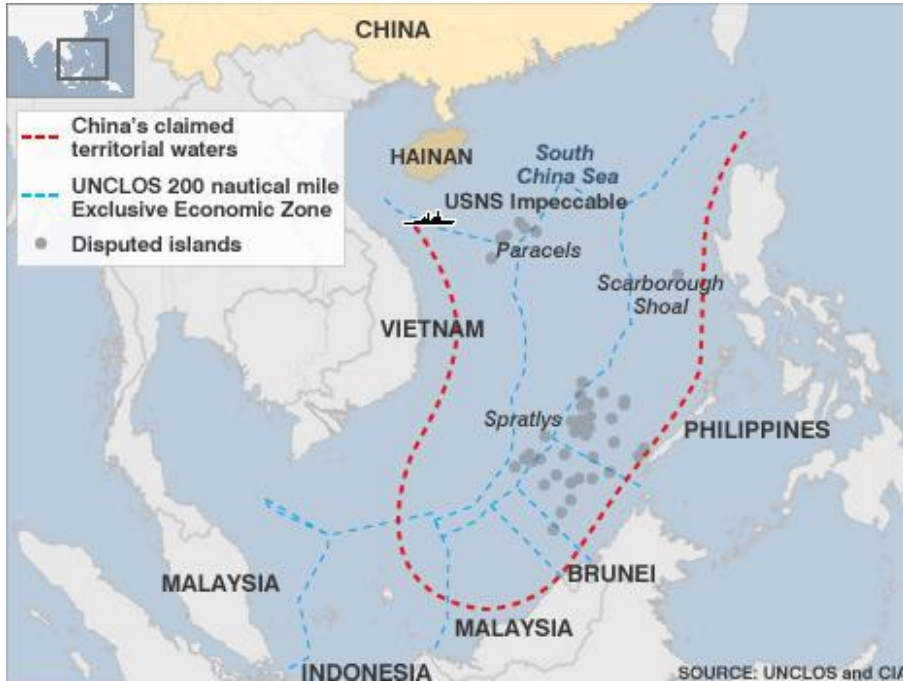 CHINA
China's claimed
territorial waters
UNCLOS 200 nautical mile
Exclusive Economic Zone
Disputed islands
HAINAN
South
China Sea
USNS Impeccable
Paracels
Scarborough
Shoal
VIETNAM
Spratlys
PHILIPPINES
MALAYSIA
BRUNEI
MALAYSIA
INDONESIA
SOURCE: UNCLOS and CIA